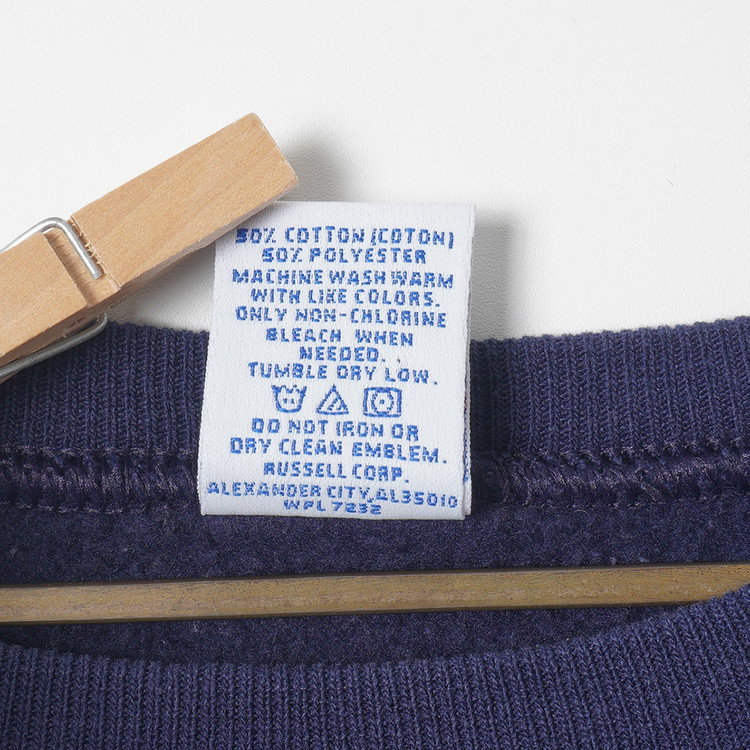 50% COTTON (COTON)
50% POLYESTER
MACHINE WASH WARM
WITH LIKE COLORS.
ONLY NON-CHLORINE
BLEACH WHEN
NEEDED.
TUMBLE DRY LOW.
DO NOT IRON OR
DRY CLEAN EMBLEM.
RUSSELL CORP.
ALEXANDER CITY, AL35010
WPL 7232